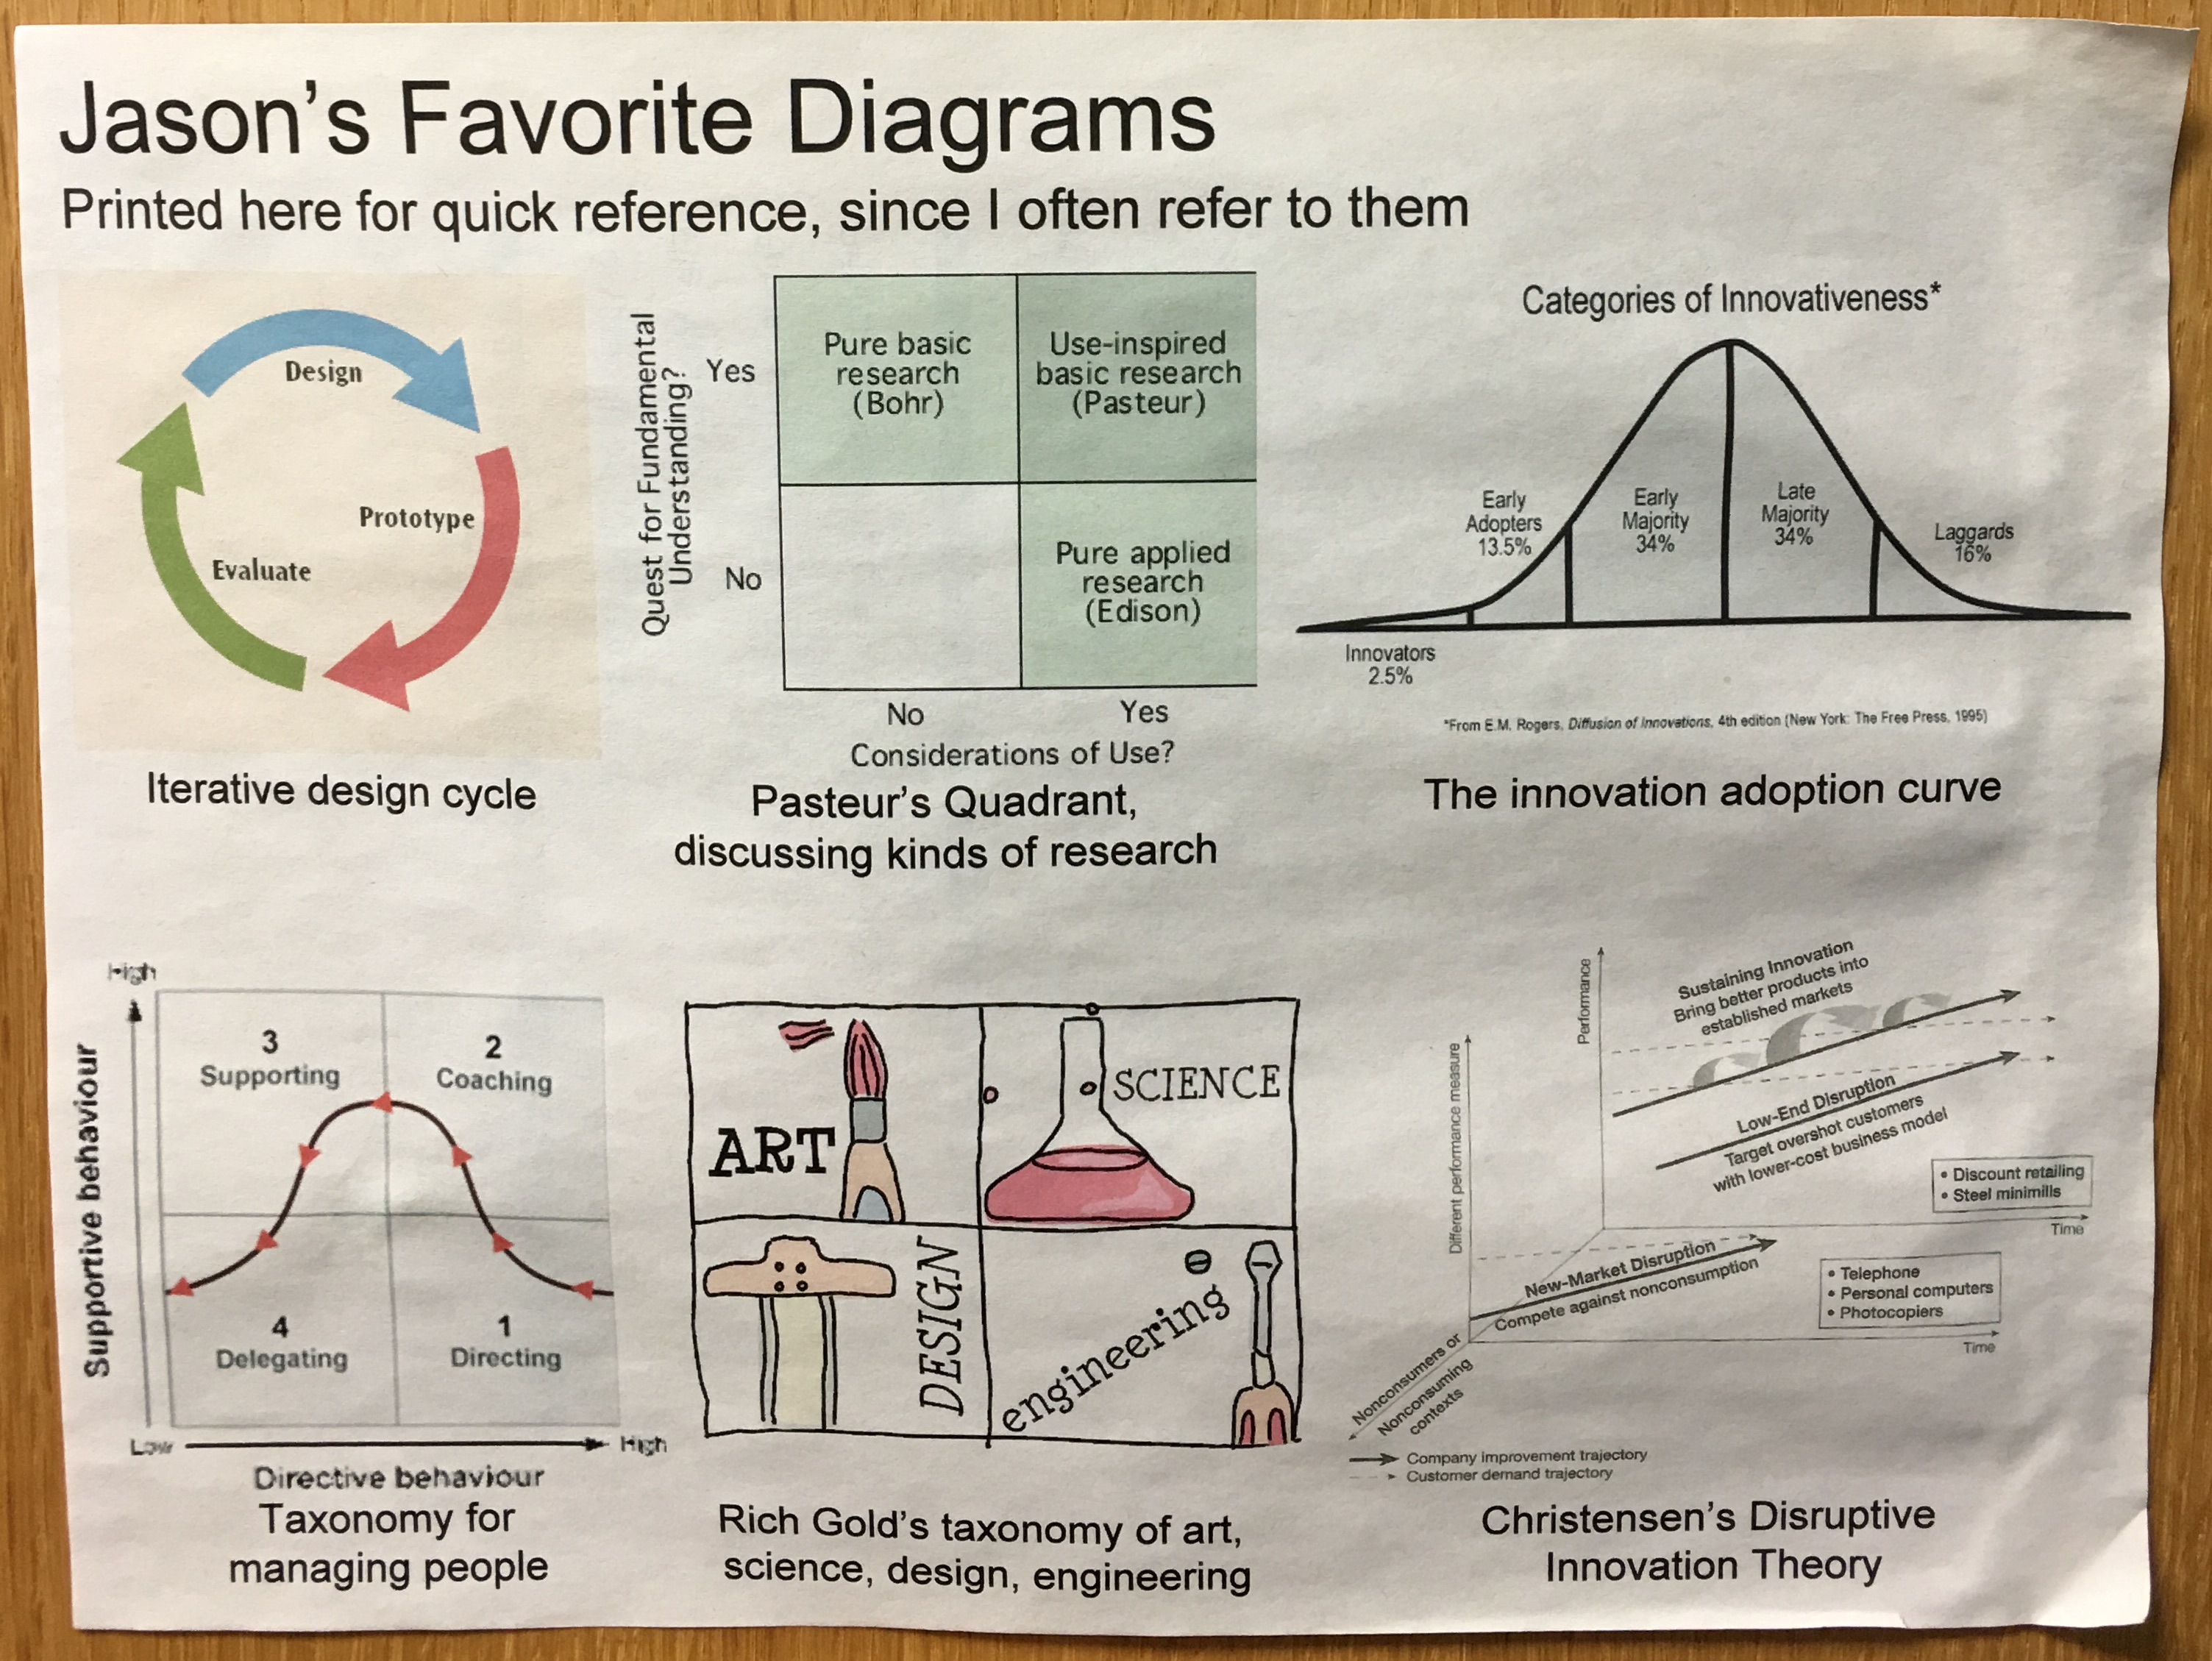 Jason's Favorite Diagrams
Printed here for quick reference, since I often refer to them
Design
Prototype
Evaluate
Iterative design cycle
Quest for Fundamental
Understanding?
Yes
No
Pure basic
research
(Bohr)
Use-inspired
basic research
(Pasteur)
Pure applied
research
(Edison)
No
Yes
Considerations of Use?
Pasteur's Quadrant,
discussing kinds of research
Categories of Innovativeness*
Early
Adopters
13.5%
Early
Majority
34%
Late
Majority
34%
Laggards
16%
Innovators
2.5%
*From E.M. Rogers, Diffusion of Innovations, 4th edition (New York: The Free Press, 1995)
The innovation adoption curve
High
Supportive behaviour
3
Supporting
2
Coaching
4
Delegating
1
Directing
Low
High
Directive behaviour
Taxonomy for
managing people
ART
SCIENCE
DESIGN
engineering
Rich Gold's taxonomy of art,
science, design, engineering
Performance
Sustaining Innovation
Bring better products into
established markets
Different performance measure
Low-End Disruption
Target overshot customers
with lower-cost business model
• Discount retailing
• Steel minimills
Time
New-Market Disruption
Compete against nonconsumption
• Telephone
• Personal computers
• Photocopiers
Time
Nonconsumers or
Nonconsuming
contexts
Company improvement trajectory
Customer demand trajectory
Christensen's Disruptive
Innovation Theory